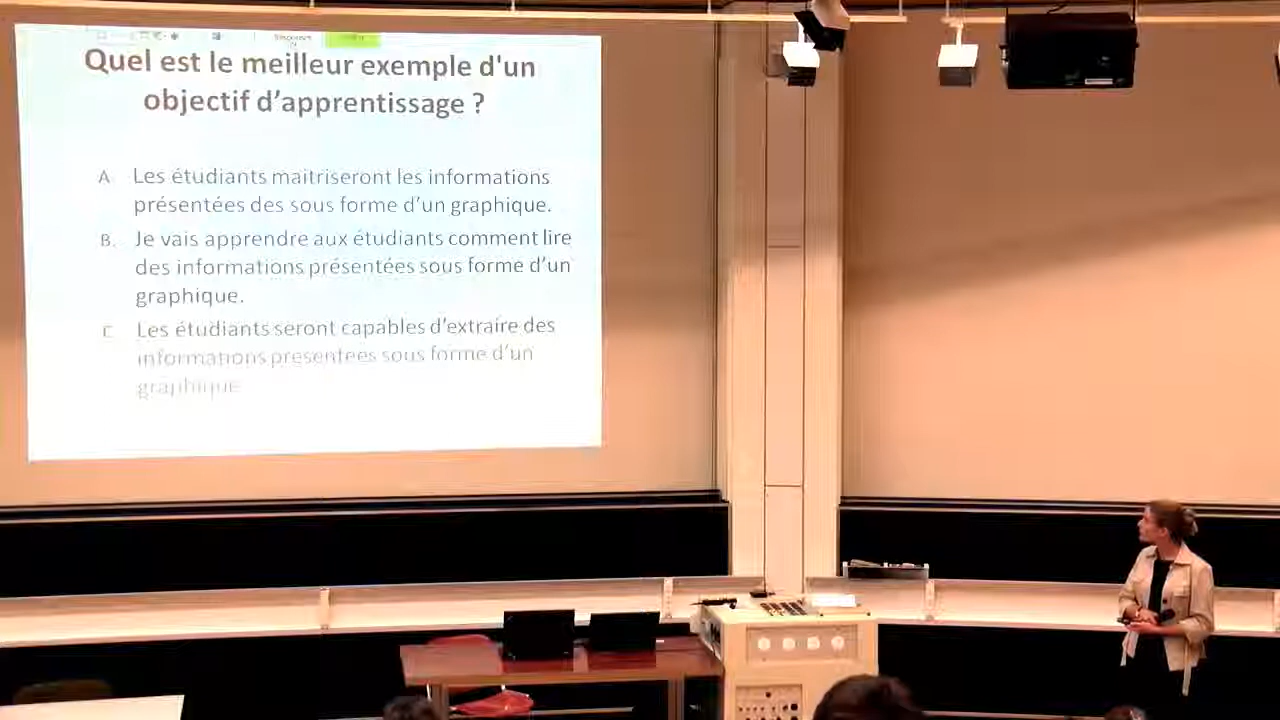 Quel est le meilleur exemple d'un
objectif d'apprentissage ?
A. Les étudiants maitriseront les informations
présentées des sous forme d'un graphique.
B. Je vais apprendre aux étudiants comment lire
des informations présentées sous forme d'un
graphique.
C. Les étudiants seront capables d'extraire des
informations présentées sous forme d'un
graphique